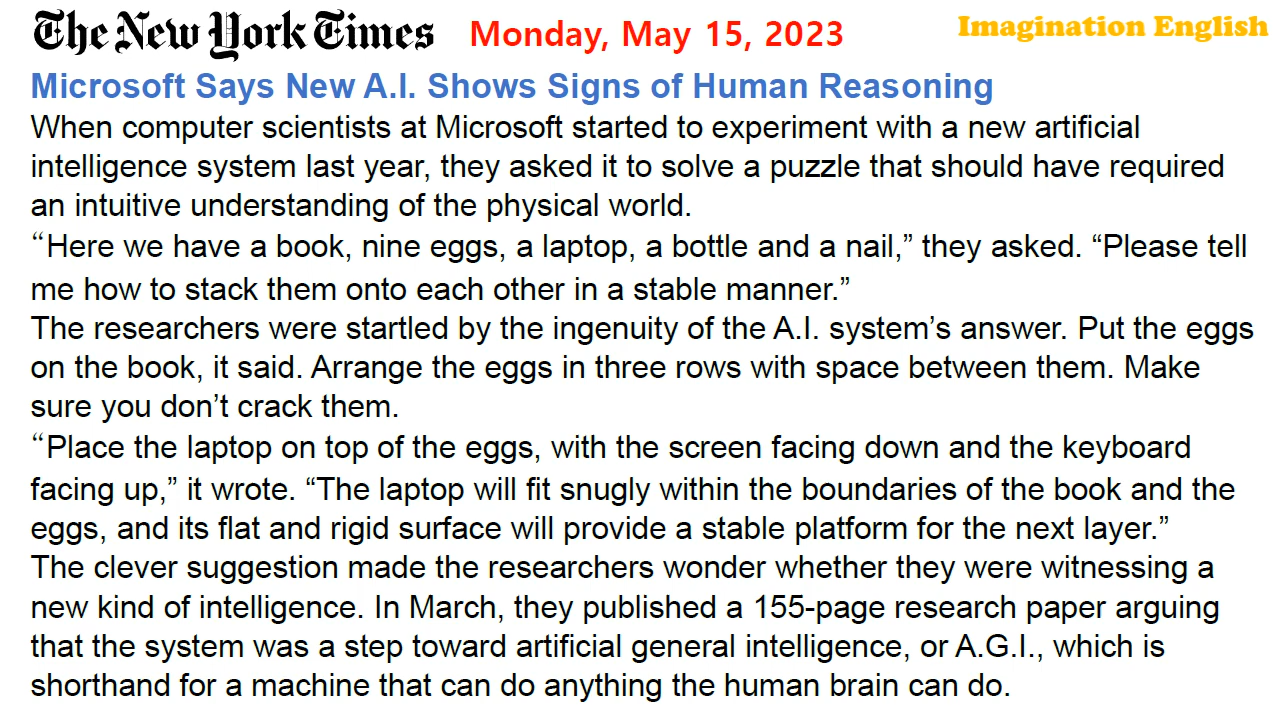 The New York Times Monday, May 15, 2023 Imagination English
Microsoft Says New A.I. Shows Signs of Human Reasoning
When computer scientists at Microsoft started to experiment with a new artificial
intelligence system last year, they asked it to solve a puzzle that should have required
an intuitive understanding of the physical world.
“Here we have a book, nine eggs, a laptop, a bottle and a nail,” they asked. “Please tell
me how to stack them onto each other in a stable manner.”
The researchers were startled by the ingenuity of the A.I. system’s answer. Put the eggs
on the book, it said. Arrange the eggs in three rows with space between them. Make
sure you don’t crack them.
“Place the laptop on top of the eggs, with the screen facing down and the keyboard
facing up,” it wrote. “The laptop will fit snugly within the boundaries of the book and the
eggs, and its flat and rigid surface will provide a stable platform for the next layer.”
The clever suggestion made the researchers wonder whether they were witnessing a
new kind of intelligence. In March, they published a 155-page research paper arguing
that the system was a step toward artificial general intelligence, or A.G.I., which is
shorthand for a machine that can do anything the human brain can do.